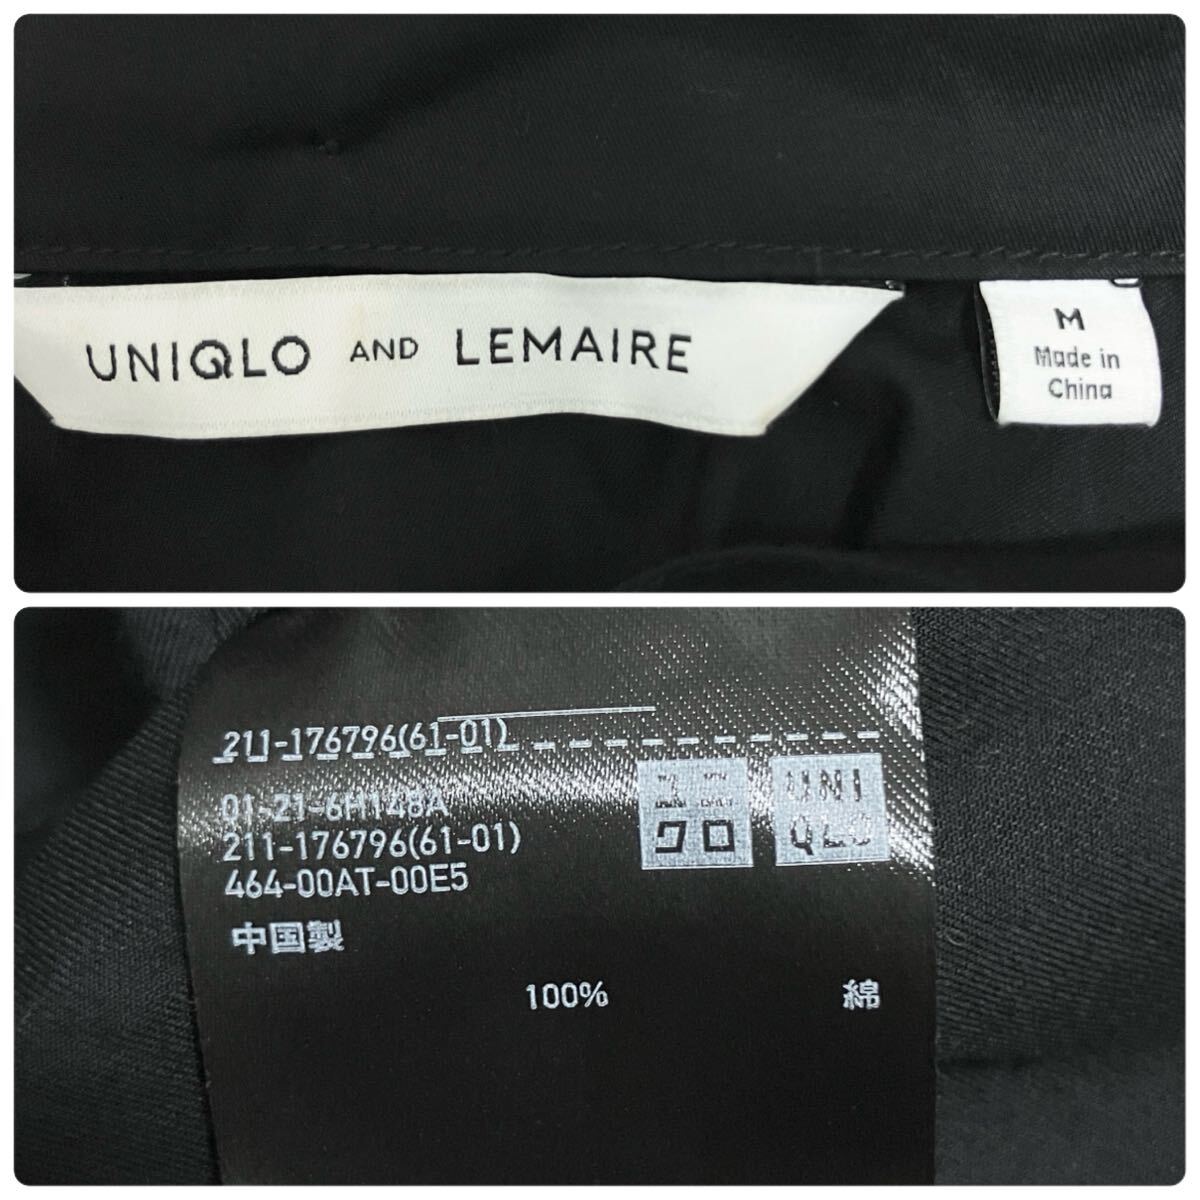 UNIQLO AND LEMAIRE
M
Made in
China
211-176796(61-01)
01-21-6H148A
211-176796(61-01)
464-00AT-00E5
中国製
100% 綿
ユニ
クロ
UNI
QLO